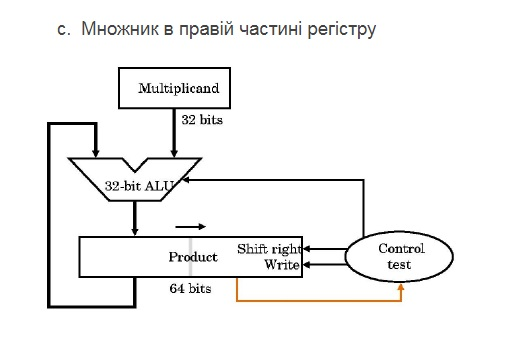 c. Множник в правій частині регістру
Multiplicand
32 bits
32-bit ALU
Product
Shift right
Write
64 bits
Control
test